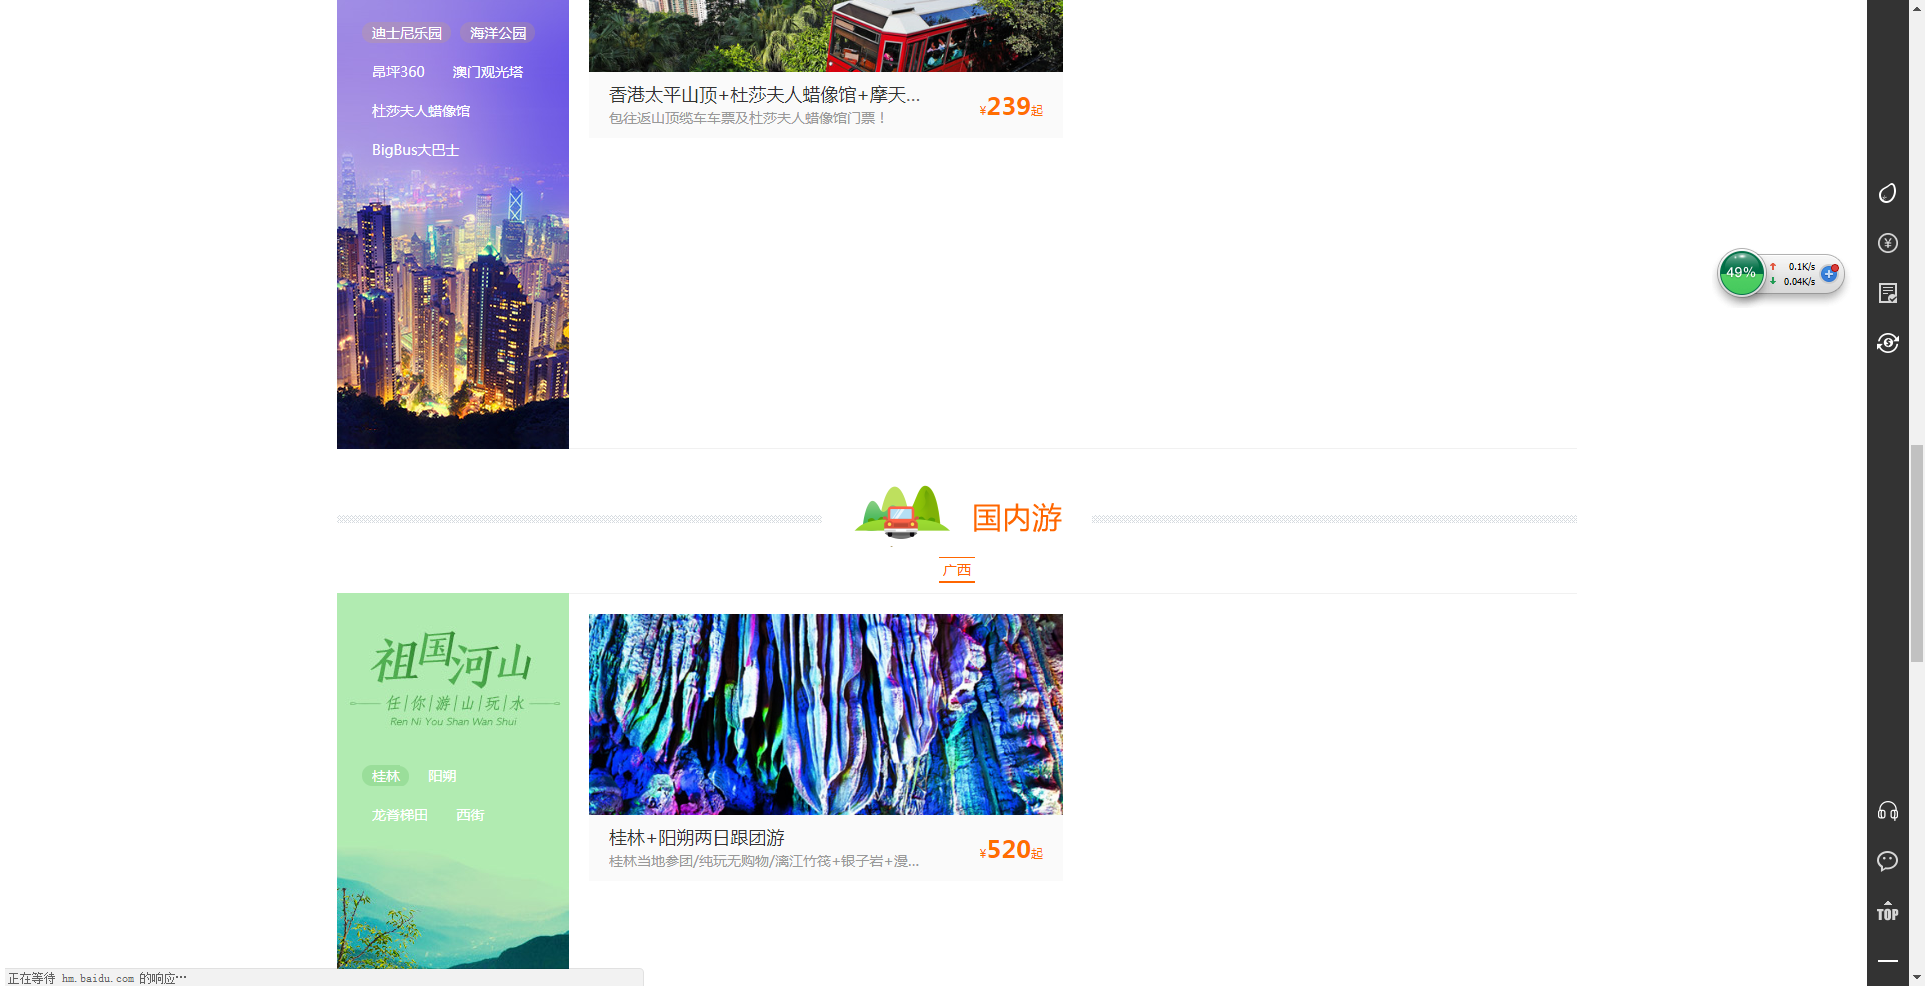 迪士尼乐园 海洋公园
昂坪360 澳门观光塔
杜莎夫人蜡像馆
BigBus大巴士
香港太平山顶+杜莎夫人蜡像馆+摩天...
包往返山顶缆车车票及杜莎夫人蜡像馆门票！
¥239起
49%
0.1K/s
0.04K/s
国内游
广西
祖国河山
任|你|游|山|玩|水
Ren Ni You Shan Wan Shui
桂林 阳朔
龙脊梯田 西街
桂林+阳朔两日跟团游
桂林当地参团/纯玩无购物/漓江竹筏+银子岩+漫...
¥520起
TOP
正在等待 hm.baidu.com 的响应…